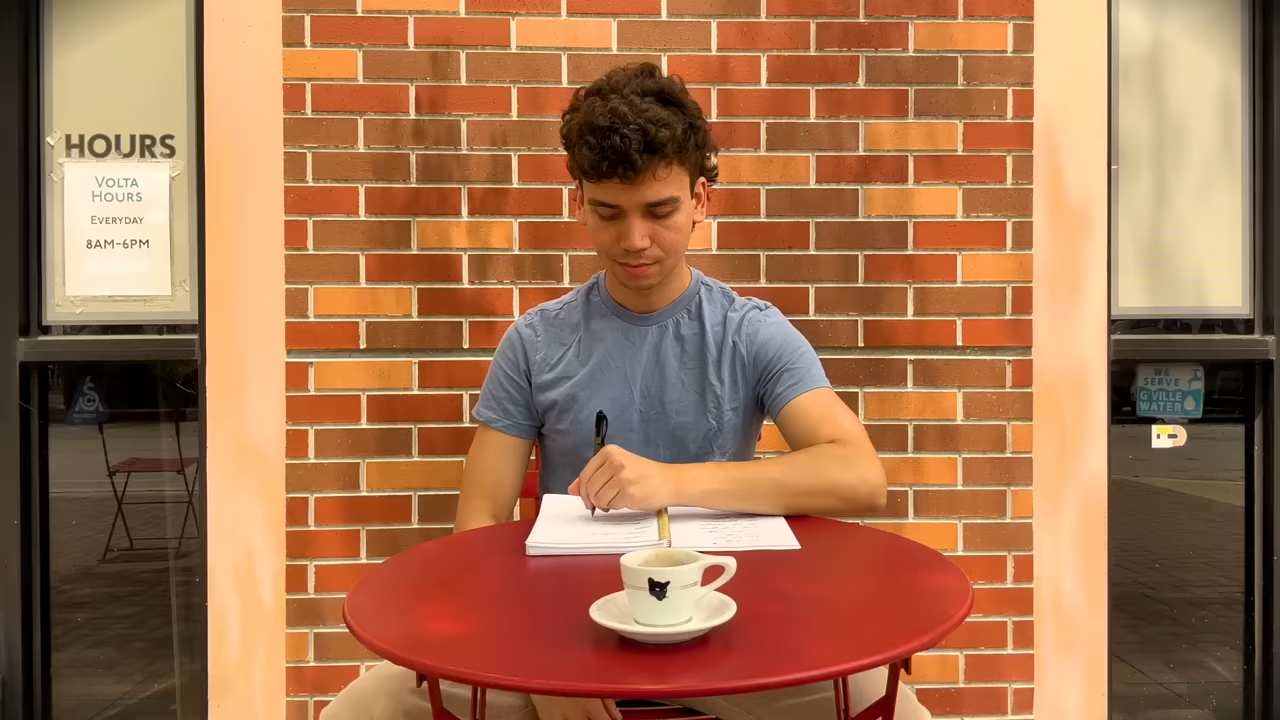 HOURS
VOLTA
HOURS
EVERYDAY
8AM-6PM
WE
SERVE
G'VILLE
WATER